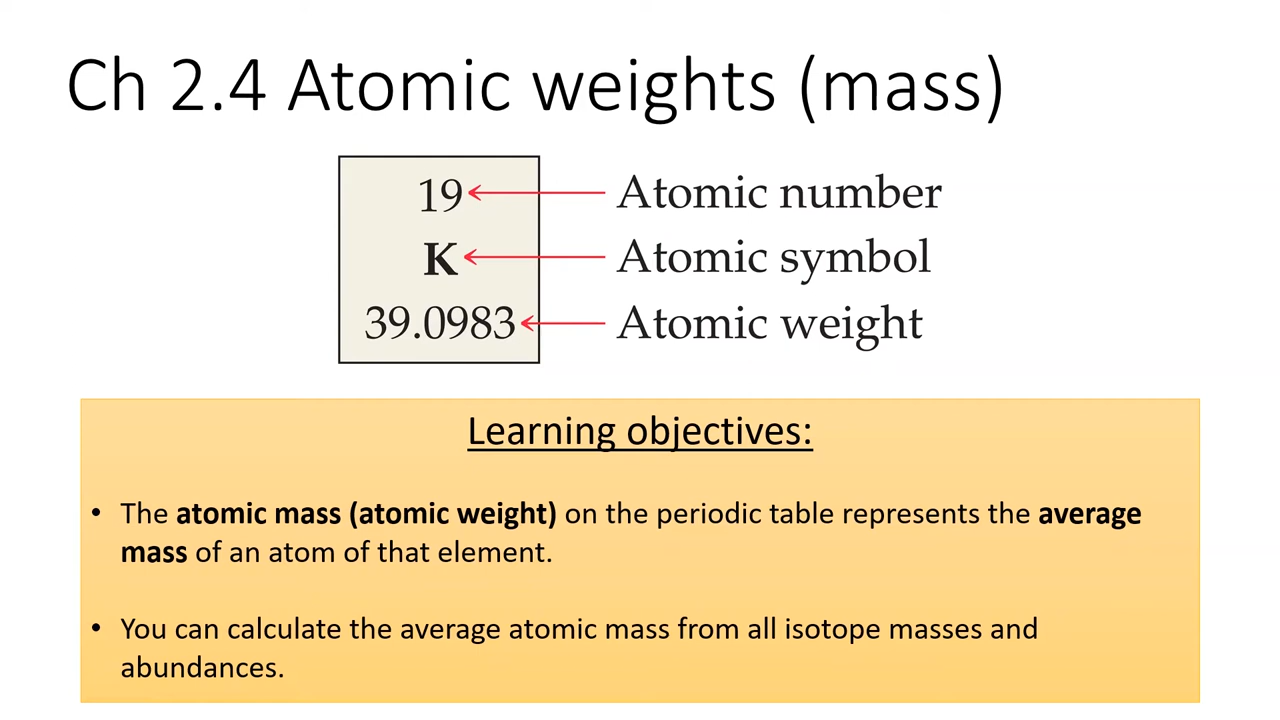 Ch 2.4 Atomic weights (mass)
19 Atomic number
K Atomic symbol
39.0983 Atomic weight
Learning objectives:
• The atomic mass (atomic weight) on the periodic table represents the average
mass of an atom of that element.
• You can calculate the average atomic mass from all isotope masses and
abundances.